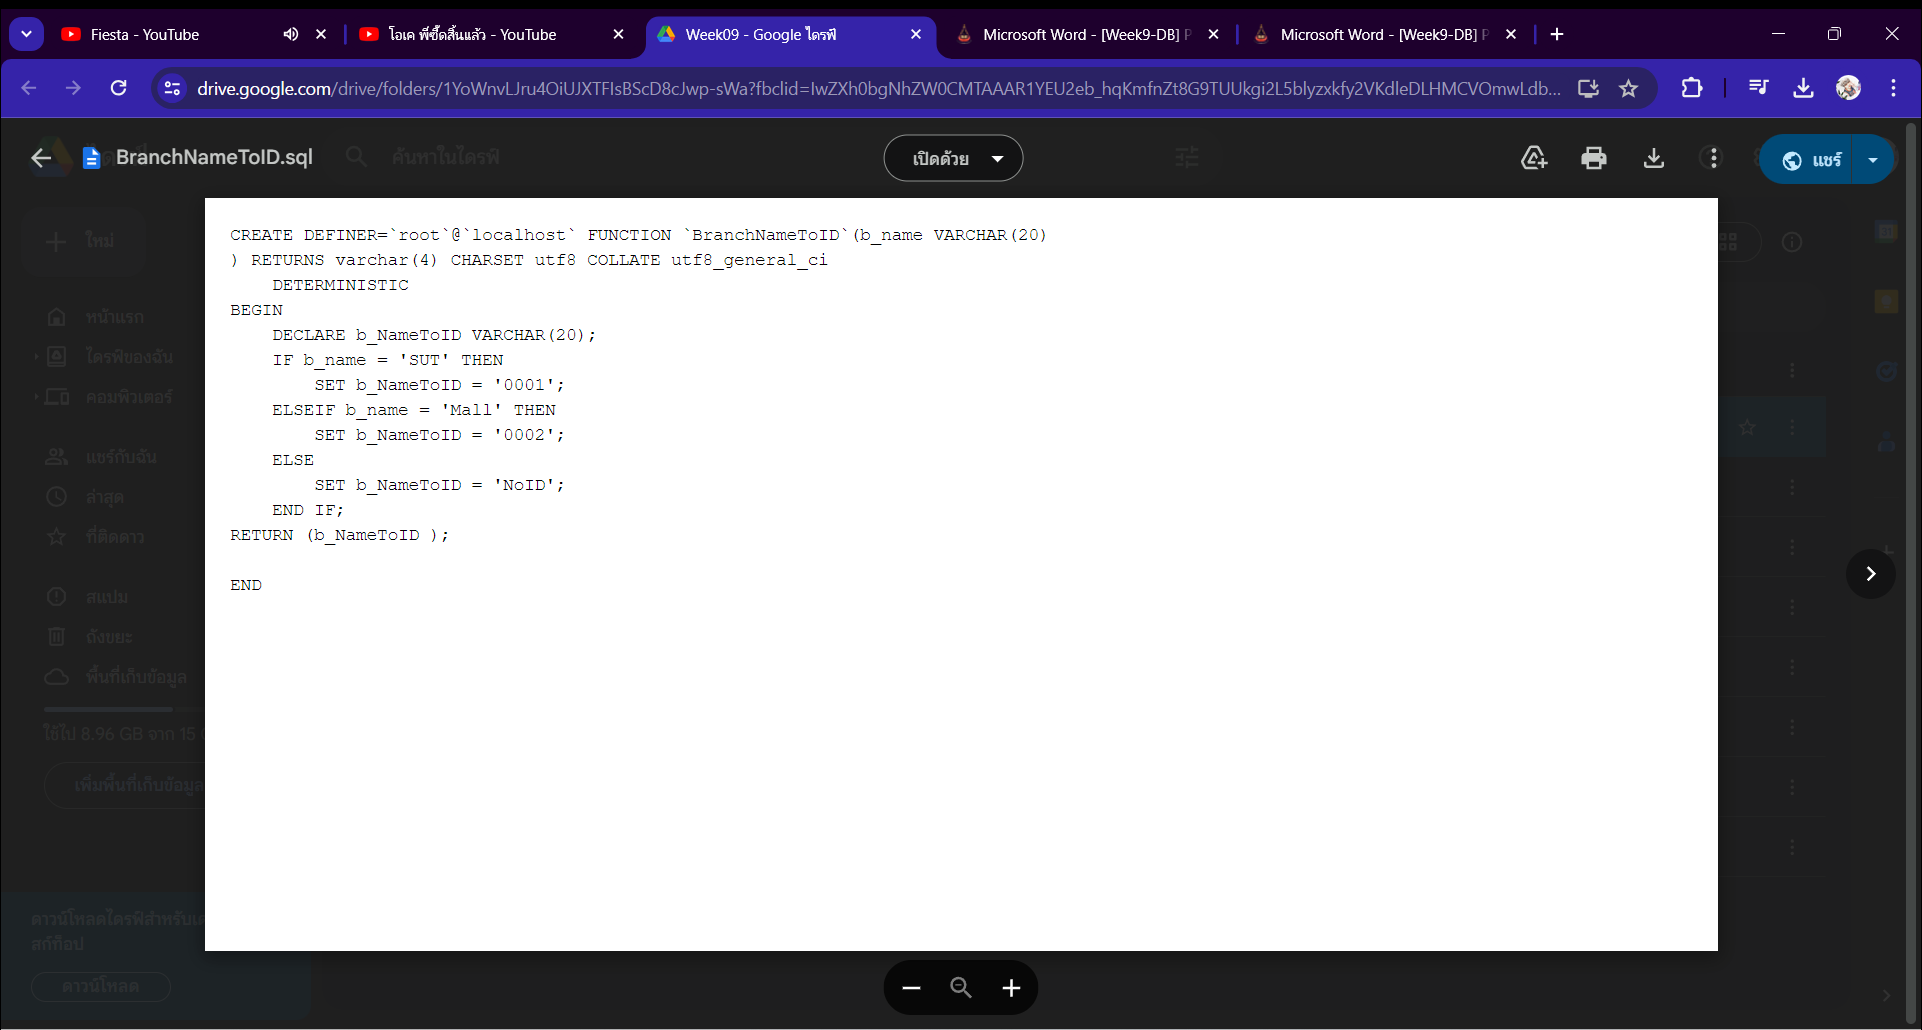 Fiesta - YouTube
โอเค พี่ซึ้ดสิ้นแล้ว - YouTube
Week09 - Google ไดรฟ์
Microsoft Word - [Week9-DB] P
Microsoft Word - [Week9-DB] P
drive.google.com/drive/folders/1YoWnvLJru4OiUJXTFIsBScD8cJwp-sWa?fbclid=IwZXh0bgNhZW0CMTAAAR1YEU2eb_hqKmfnZt8G9TUUkgi2L5blyzxkfy2VKdleDLHMCVOmwLdb...
BranchNameToID.sql
ค้นหาในไดรฟ์
เปิดด้วย
แชร์
CREATE DEFINER=`root`@`localhost` FUNCTION `BranchNameToID`(b_name VARCHAR(20)
) RETURNS varchar(4) CHARSET utf8 COLLATE utf8_general_ci
    DETERMINISTIC
BEGIN
    DECLARE b_NameToID VARCHAR(20);
    IF b_name = 'SUT' THEN
        SET b_NameToID = '0001';
    ELSEIF b_name = 'Mall' THEN
        SET b_NameToID = '0002';
    ELSE
        SET b_NameToID = 'NoID';
    END IF;
RETURN (b_NameToID );
END
ใหม่
หน้าแรก
ไดรฟ์ของฉัน
คอมพิวเตอร์
แชร์กับฉัน
ล่าสุด
ที่ติดดาว
สแปม
ถังขยะ
พื้นที่เก็บข้อมูล
ใช้ไป 8.96 GB จาก 15
เพิ่มพื้นที่เก็บข้อมูล
ดาวน์โหลดไดรฟ์สำหรับเด
สก์ท็อป
ดาวน์โหลด